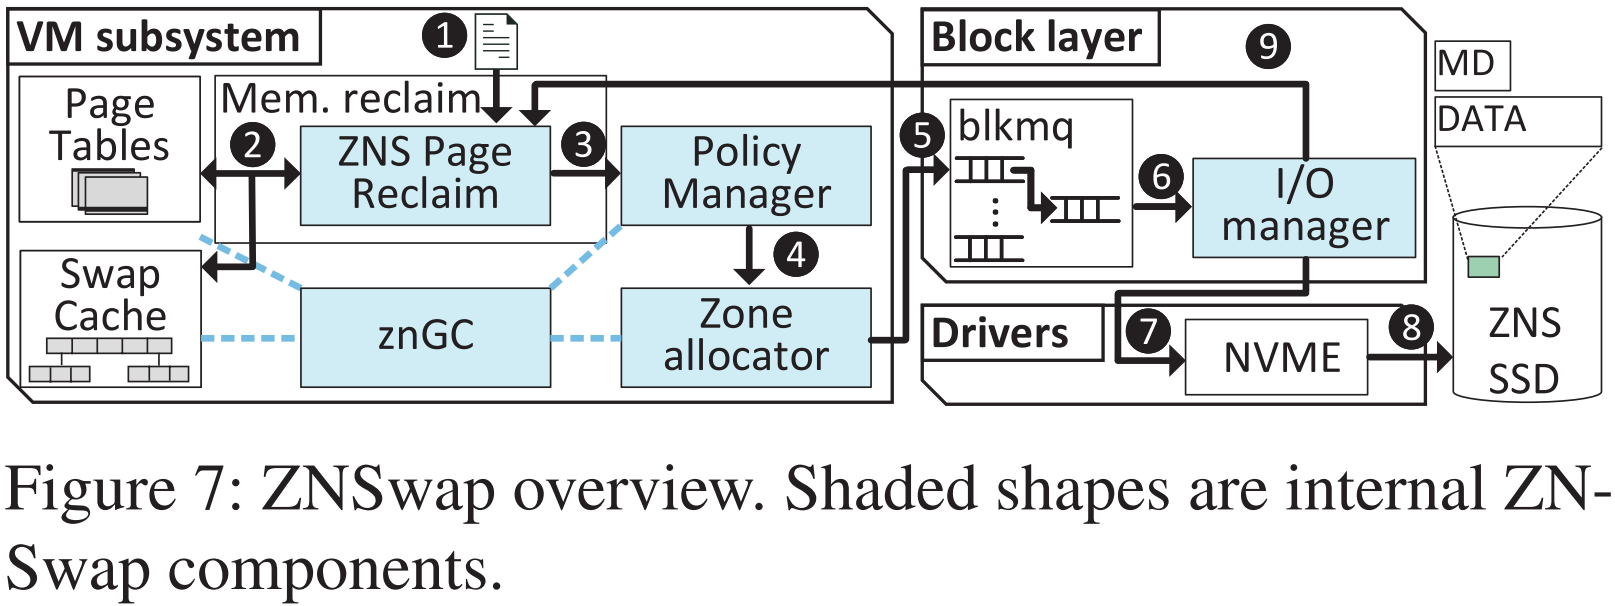 VM subsystem
1
Mem. reclaim
Page
Tables
2
ZNS Page
Reclaim
3
Policy
Manager
4
Swap
Cache
znGC
Zone
allocator
Block layer
9
5
blkmq
6
I/O
manager
Drivers
7
NVME
8
MD
DATA
ZNS
SSD
Figure 7: ZNSwap overview. Shaded shapes are internal ZN-
Swap components.